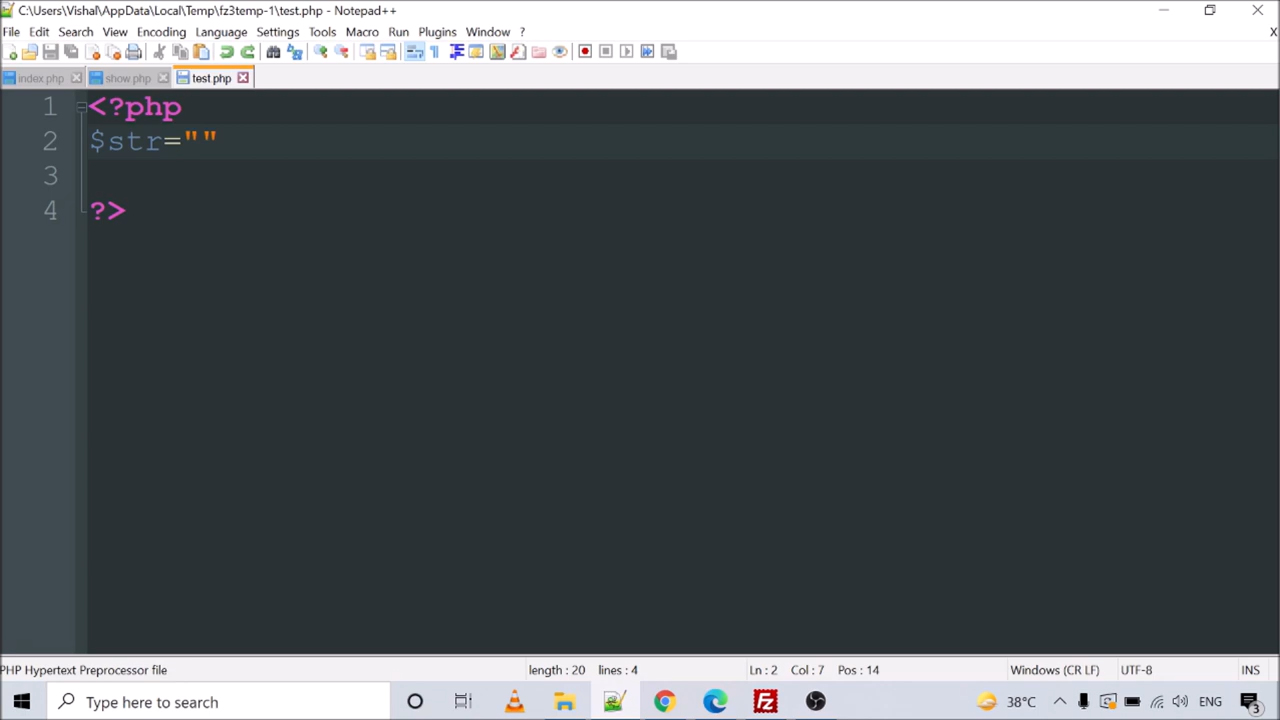 C:\Users\Vishal\AppData\Local\Temp\fz3temp-1\test.php - Notepad++
File Edit Search View Encoding Language Settings Tools Macro Run Plugins Window ? X
index.php show.php test.php
1 <?php
2 $str=""
3
4 ?>
PHP Hypertext Preprocessor file length : 20 lines : 4 Ln : 2 Col : 7 Pos : 14 Windows (CR LF) UTF-8 INS
Type here to search 38°C ENG 3